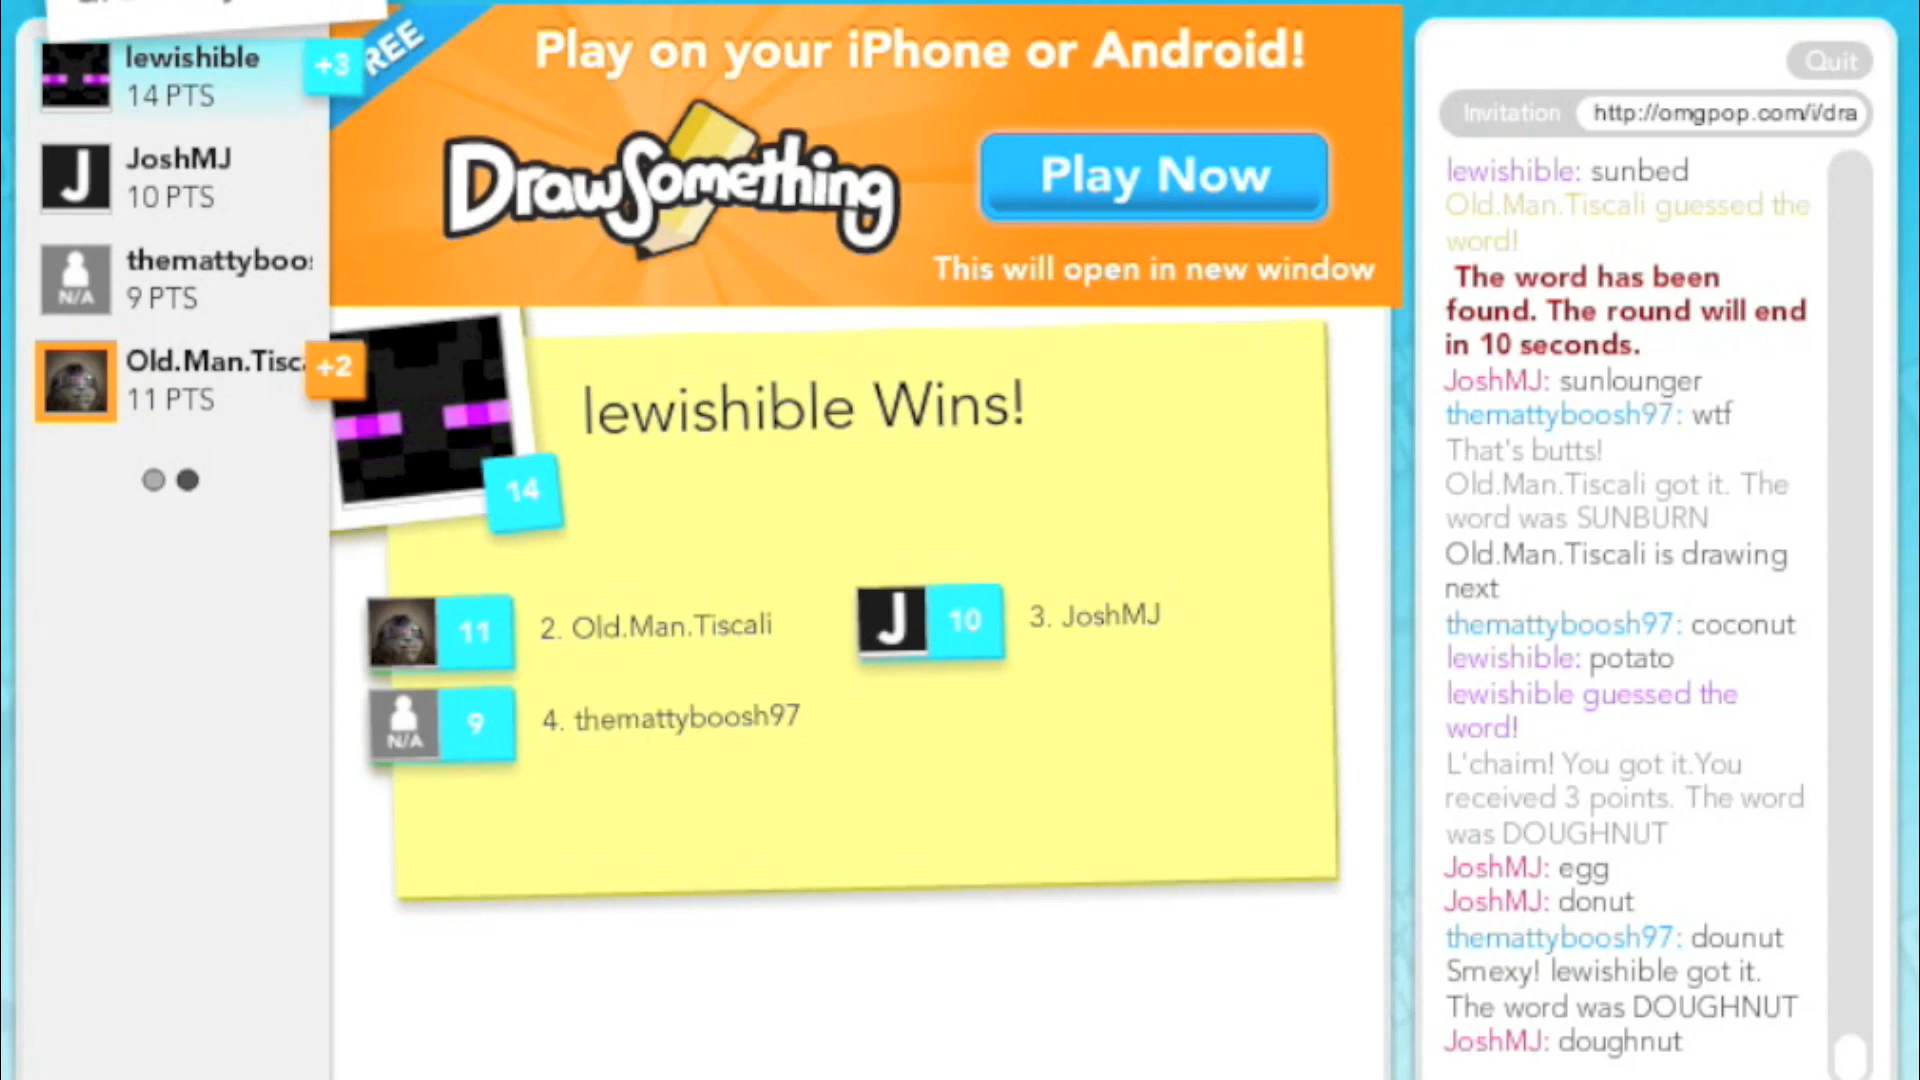 lewishible
14 PTS
+3
JoshMJ
10 PTS
themattyboos
9 PTS
N/A
Old.Man.Tisc
11 PTS
+2
FREE
Play on your iPhone or Android!
DrawSomething
Play Now
This will open in new window
lewishible Wins!
14
11
2. Old.Man.Tiscali
J
10
3. JoshMJ
N/A
9
4. themattyboosh97
Quit
Invitation
http://omgpop.com/i/dra
lewishible: sunbed
Old.Man.Tiscali guessed the
word!
The word has been
found. The round will end
in 10 seconds.
JoshMJ: sunlounger
themattyboosh97: wtf
That's butts!
Old.Man.Tiscali got it. The
word was SUNBURN
Old.Man.Tiscali is drawing
next
themattyboosh97: coconut
lewishible: potato
lewishible guessed the
word!
L'chaim! You got it.You
received 3 points. The word
was DOUGHNUT
JoshMJ: egg
JoshMJ: donut
themattyboosh97: dounut
Smexy! lewishible got it.
The word was DOUGHNUT
JoshMJ: doughnut